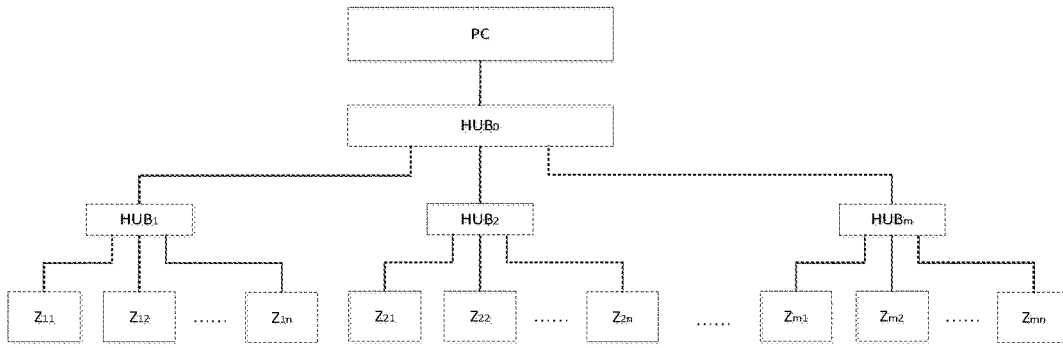 PC
HUB₀
HUB₁ HUB₂ HUBₘ
Z₁₁ Z₁₂ ...... Z₁ₙ Z₂₁ Z₂₂ ...... Z₂ₙ ...... Zₘ₁ Zₘ₂ ...... Zₘₙ